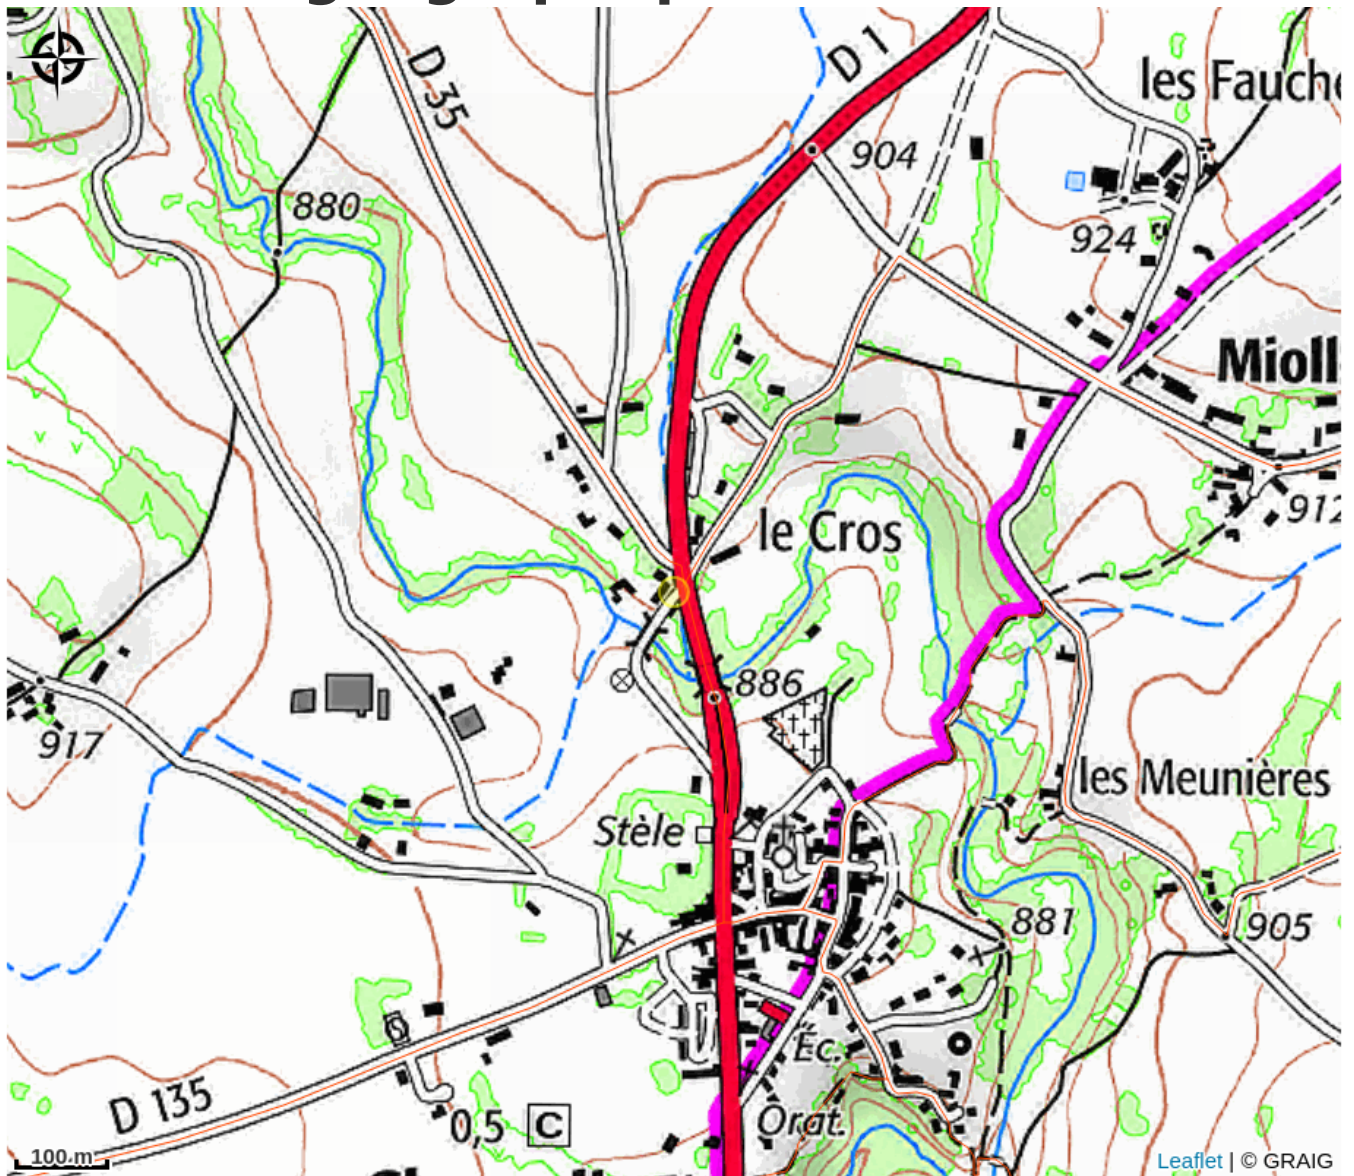 D 35
D 1
les Fauche
904
880
924
Mioll
912
le Cros
886
917
les Meunières
Stèle
881
905
Éc.
D 135
0,5 C
Orat.
100 m
Leaflet | © GRAIG